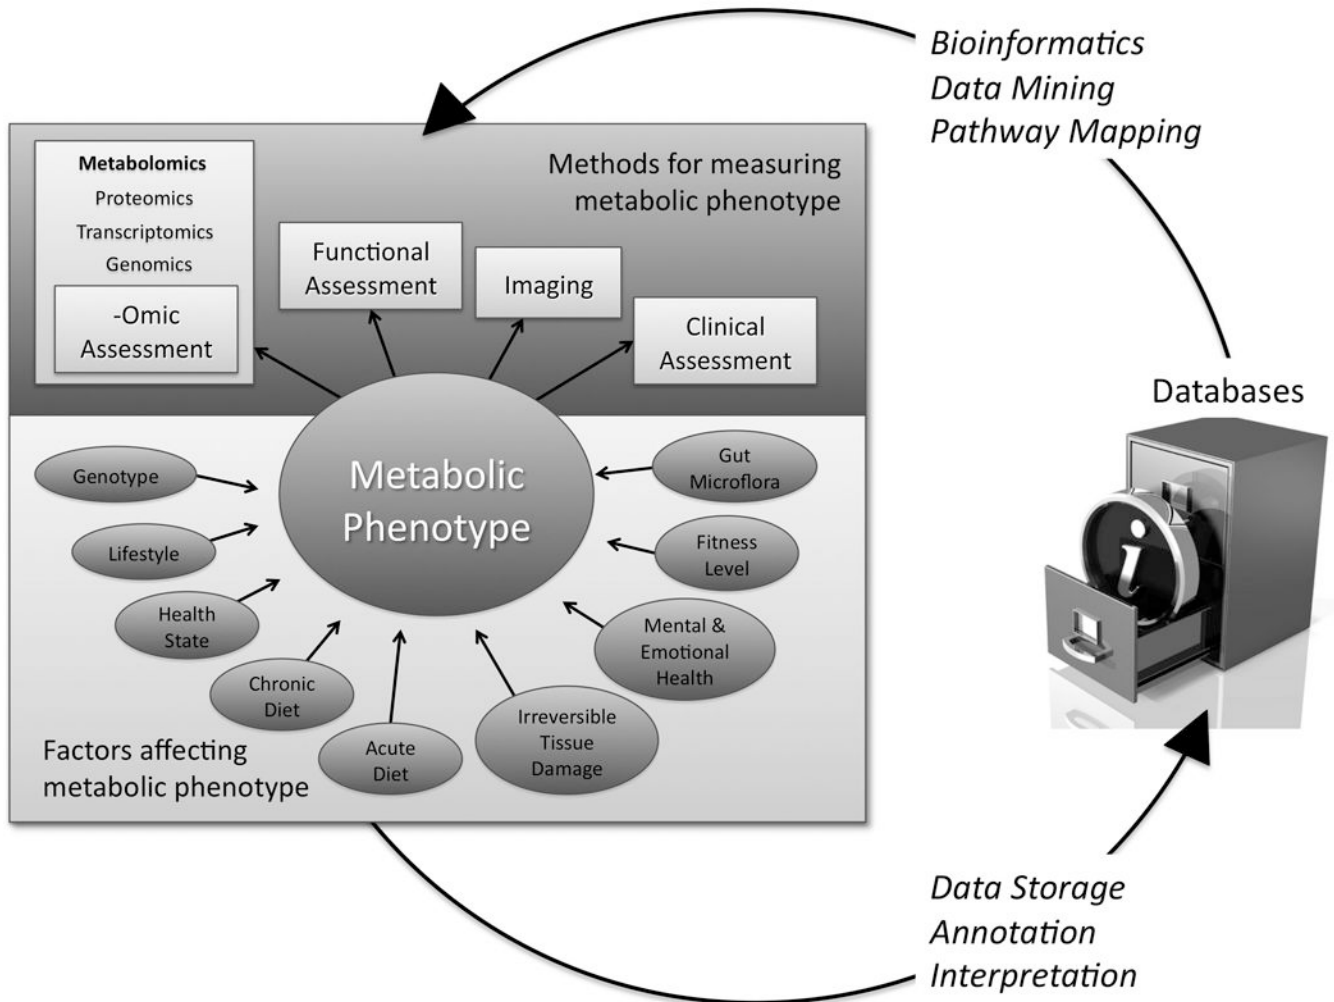 Bioinformatics
Data Mining
Pathway Mapping
Methods for measuring
metabolic phenotype
Metabolomics
Proteomics
Transcriptomics
Genomics
-Omic
Assessment
Functional
Assessment
Imaging
Clinical
Assessment
Databases
i
Metabolic
Phenotype
Genotype
Lifestyle
Health
State
Chronic
Diet
Acute
Diet
Irreversible
Tissue
Damage
Mental &
Emotional
Health
Fitness
Level
Gut
Microflora
Factors affecting
metabolic phenotype
Data Storage
Annotation
Interpretation